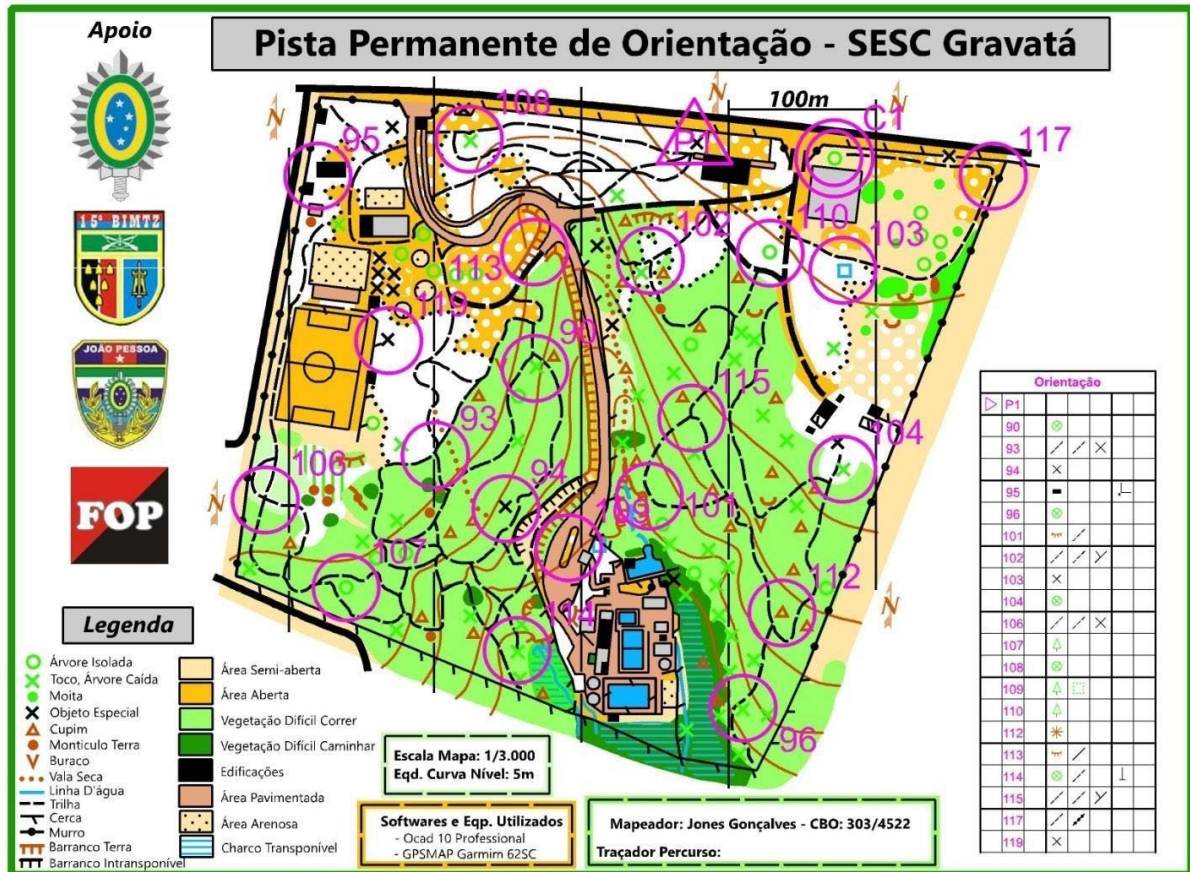 Apoio
Pista Permanente de Orientação - SESC Gravatá
15º BIMTZ
JOÃO PESSOA
FOP
N
N
N
N
N
N
100m
P1
C1
95
108
117
102
110
103
113
119
90
115
93
104
106
94
101
109
107
112
114
96
Legenda
Árvore Isolada
Toco, Árvore Caída
Moita
Objeto Especial
Cupim
Monticulo Terra
Buraco
Vala Seca
Linha D'água
Trilha
Cerca
Murro
Barranco Terra
Barranco Intransponível
Área Semi-aberta
Área Aberta
Vegetação Difícil Correr
Vegetação Difícil Caminhar
Edificações
Área Pavimentada
Área Arenosa
Charco Transponível
Escala Mapa: 1/3.000
Eqd. Curva Nível: 5m
Softwares e Eqp. Utilizados
- Ocad 10 Professional
- GPSMAP Garmim 62SC
Mapeador: Jones Gonçalves - CBO: 303/4522
Traçador Percurso:
Orientação
P1
90
93
94
95
96
101
102
103
104
106
107
108
109
110
112
113
114
115
117
119